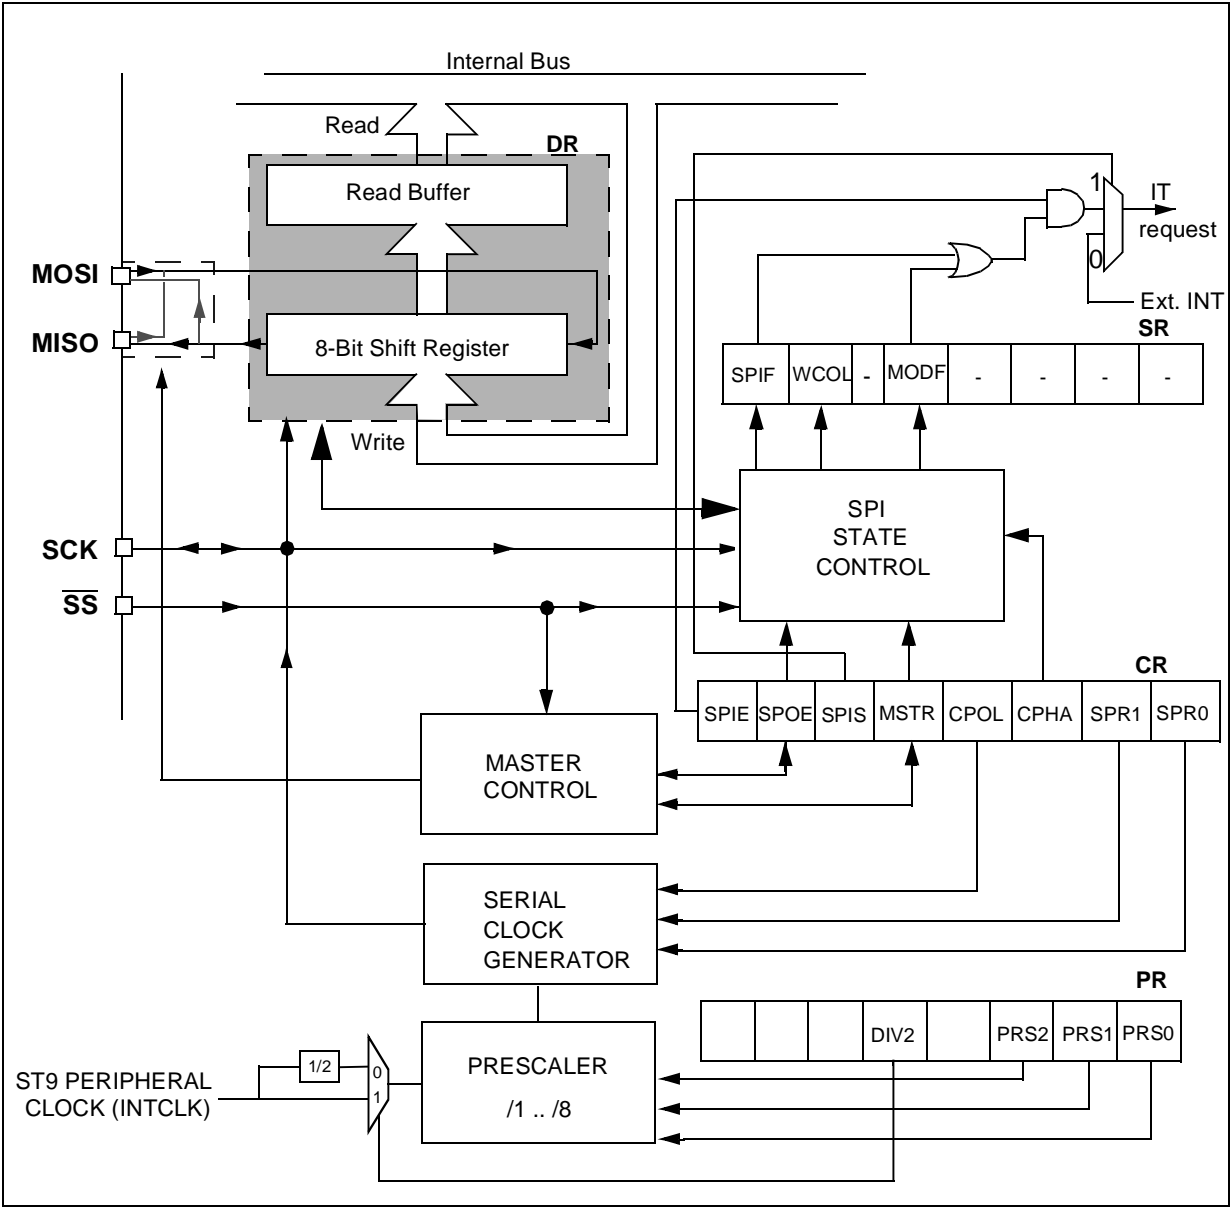 Internal Bus
Read
DR
Read Buffer
1
IT
request
MOSI
0
Ext. INT
MISO
8-Bit Shift Register
SR
SPIF WCOL - MODF - - - -
Write
SPI
STATE
CONTROL
SCK
SS
CR
SPIE SPOE SPIS MSTR CPOL CPHA SPR1 SPR0
MASTER
CONTROL
SERIAL
CLOCK
GENERATOR
PR
DIV2 PRS2 PRS1 PRS0
1/2
0
1
PRESCALER
/1 .. /8
ST9 PERIPHERAL
CLOCK (INTCLK)